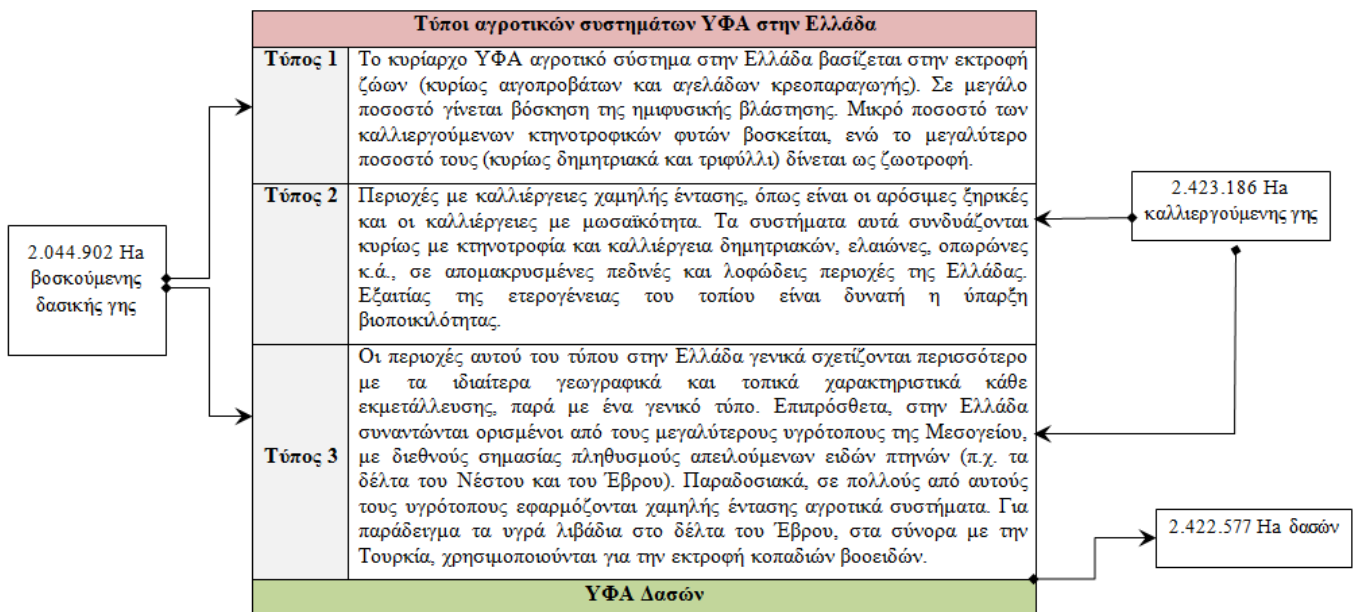 Τύποι αγροτικών συστημάτων ΥΦΑ στην Ελλάδα
Τύπος 1
Το κυρίαρχο ΥΦΑ αγροτικό σύστημα στην Ελλάδα βασίζεται στην εκτροφή
ζώων (κυρίως αιγοπροβάτων και αγελάδων κρεοπαραγωγής). Σε μεγάλο
ποσοστό γίνεται βόσκηση της ημιφυσικής βλάστησης. Μικρό ποσοστό των
καλλιεργούμενων κτηνοτροφικών φυτών βοσκείται, ενώ το μεγαλύτερο
ποσοστό τους (κυρίως δημητριακά και τριφύλλι) δίνεται ως ζωοτροφή.
Τύπος 2
Περιοχές με καλλιέργειες χαμηλής έντασης, όπως είναι οι αρόσιμες ξηρικές
και οι καλλιέργειες με μωσαϊκότητα. Τα συστήματα αυτά συνδυάζονται
κυρίως με κτηνοτροφία και καλλιέργεια δημητριακών, ελαιώνες, οπωρώνες
κ.ά., σε απομακρυσμένες πεδινές και λοφώδεις περιοχές της Ελλάδας.
Εξαιτίας της ετερογένειας του τοπίου είναι δυνατή η ύπαρξη
βιοποικιλότητας.
Τύπος 3
Οι περιοχές αυτού του τύπου στην Ελλάδα γενικά σχετίζονται περισσότερο
με τα ιδιαίτερα γεωγραφικά και τοπικά χαρακτηριστικά κάθε
εκμετάλλευσης, παρά με ένα γενικό τύπο. Επιπρόσθετα, στην Ελλάδα
συναντώνται ορισμένοι από τους μεγαλύτερους υγρότοπους της Μεσογείου,
με διεθνούς σημασίας πληθυσμούς απειλούμενων ειδών πτηνών (π.χ. τα
δέλτα του Νέστου και του Έβρου). Παραδοσιακά, σε πολλούς από αυτούς
τους υγρότοπους εφαρμόζονται χαμηλής έντασης αγροτικά συστήματα. Για
παράδειγμα τα υγρά λιβάδια στο δέλτα του Έβρου, στα σύνορα με την
Τουρκία, χρησιμοποιούνται για την εκτροφή κοπαδιών βοοειδών.
ΥΦΑ Δασών
2.044.902 Ha
βοσκούμενης
δασικής γης
2.423.186 Ha
καλλιεργούμενης γης
2.422.577 Ha δασών